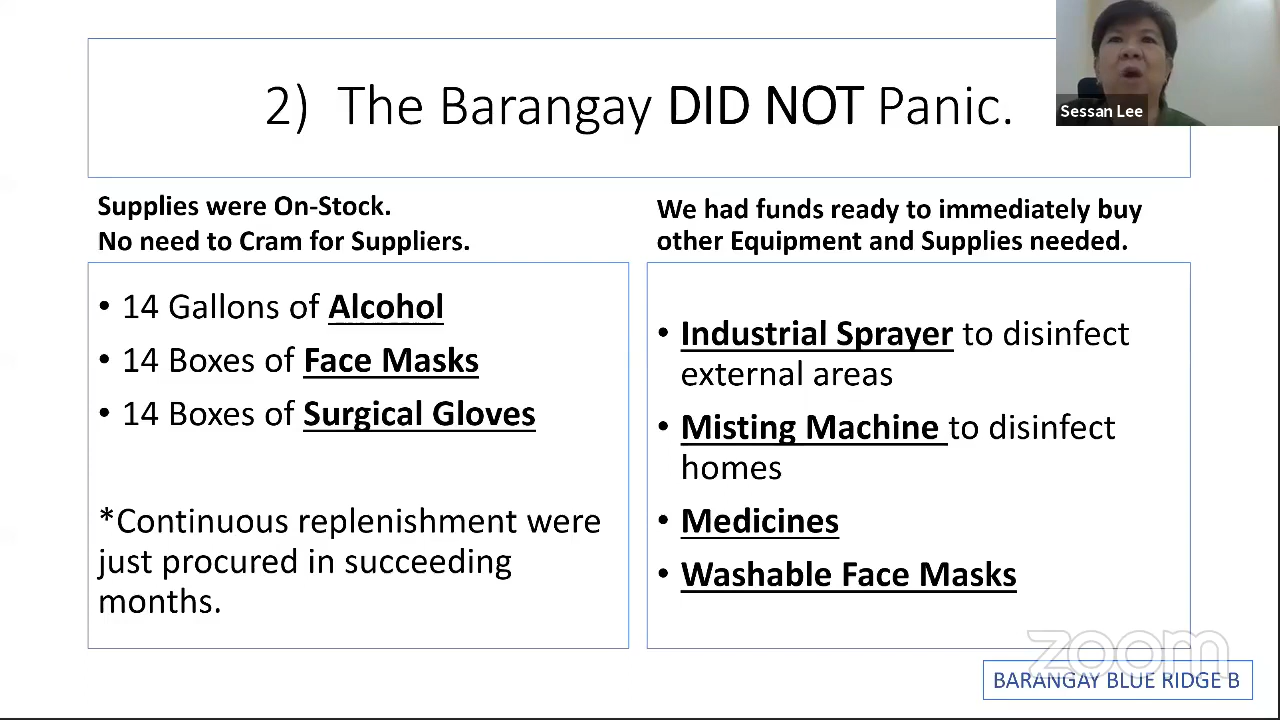 2) The Barangay DID NOT Panic.
Sessan Lee
Supplies were On-Stock.
No need to Cram for Suppliers.
• 14 Gallons of Alcohol
• 14 Boxes of Face Masks
• 14 Boxes of Surgical Gloves
*Continuous replenishment were
just procured in succeeding
months.
We had funds ready to immediately buy
other Equipment and Supplies needed.
• Industrial Sprayer to disinfect
external areas
• Misting Machine to disinfect
homes
• Medicines
• Washable Face Masks
zoom
BARANGAY BLUE RIDGE B